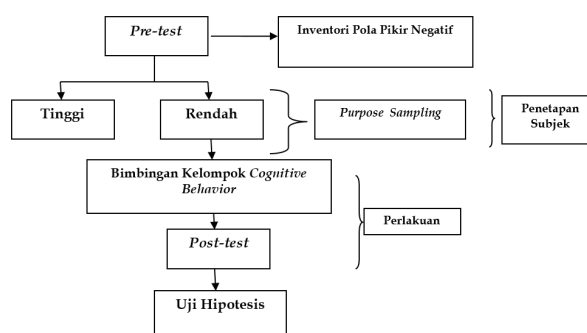 Pre-test
Inventori Pola Pikir Negatif
Tinggi
Rendah
Purpose Sampling
Penetapan
Subjek
Bimbingan Kelompok Cognitive
Behavior
Perlakuan
Post-test
Uji Hipotesis